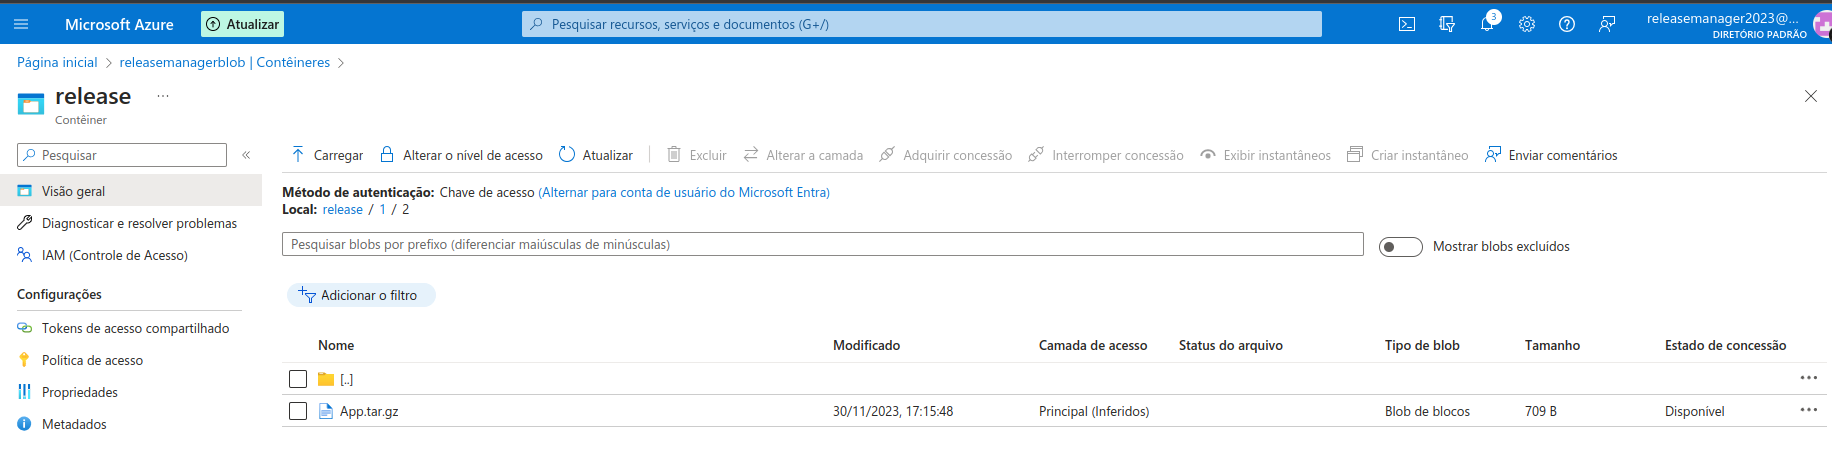 Microsoft Azure Atualizar Pesquisar recursos, serviços e documentos (G+/) 3 releasemanager2023@...
DIRETÓRIO PADRÃO
Página inicial > releasemanagerblob | Contêineres >
release ...
Contêiner
Pesquisar « Carregar Alterar o nível de acesso Atualizar Excluir Alterar a camada Adquirir concessão Interromper concessão Exibir instantâneos Criar instantâneo Enviar comentários
Visão geral
Diagnosticar e resolver problemas
IAM (Controle de Acesso)
Configurações
Tokens de acesso compartilhado
Política de acesso
Propriedades
Metadados
Método de autenticação: Chave de acesso (Alternar para conta de usuário do Microsoft Entra)
Local: release / 1 / 2
Pesquisar blobs por prefixo (diferenciar maiúsculas de minúsculas) Mostrar blobs excluídos
Adicionar o filtro
Nome Modificado Camada de acesso Status do arquivo Tipo de blob Tamanho Estado de concessão
[..] ...
App.tar.gz 30/11/2023, 17:15:48 Principal (Inferidos) Blob de blocos 709 B Disponível ...